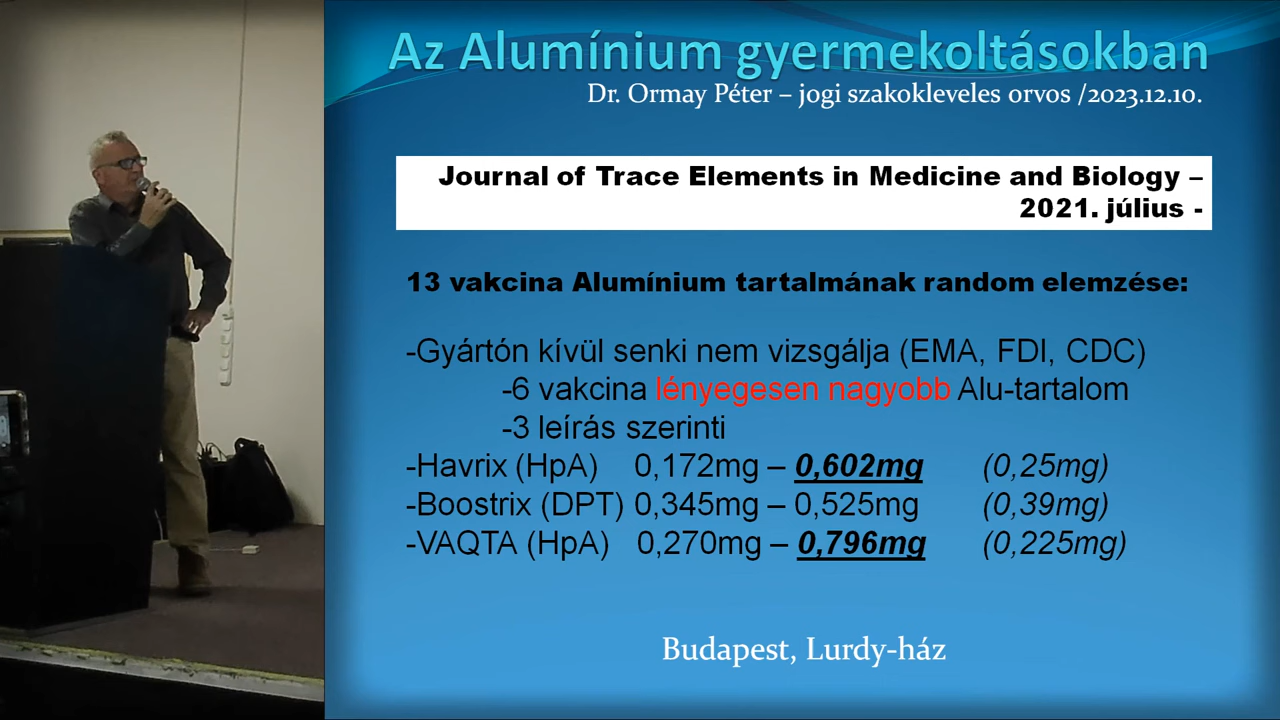 Az Alumínium gyermekoltásokban
Dr. Ormay Péter – jogi szakokleveles orvos /2023.12.10.
Journal of Trace Elements in Medicine and Biology –
2021. július -
13 vakcina Alumínium tartalmának random elemzése:
-Gyártón kívül senki nem vizsgálja (EMA, FDI, CDC)
-6 vakcina lényegesen nagyobb Alu-tartalom
-3 leírás szerinti
-Havrix (HpA) 0,172mg – 0,602mg (0,25mg)
-Boostrix (DPT) 0,345mg – 0,525mg (0,39mg)
-VAQTA (HpA) 0,270mg – 0,796mg (0,225mg)
Budapest, Lurdy-ház